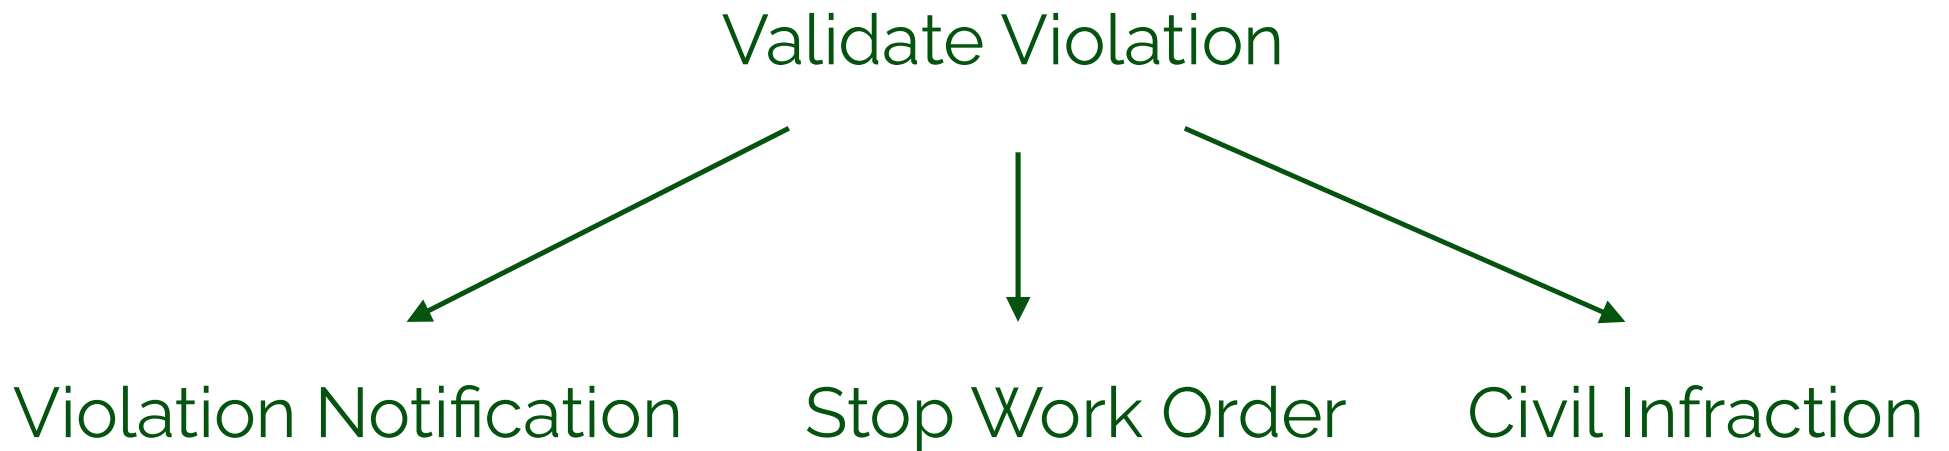 Validate Violation
Violation Notification
Stop Work Order
Civil Infraction